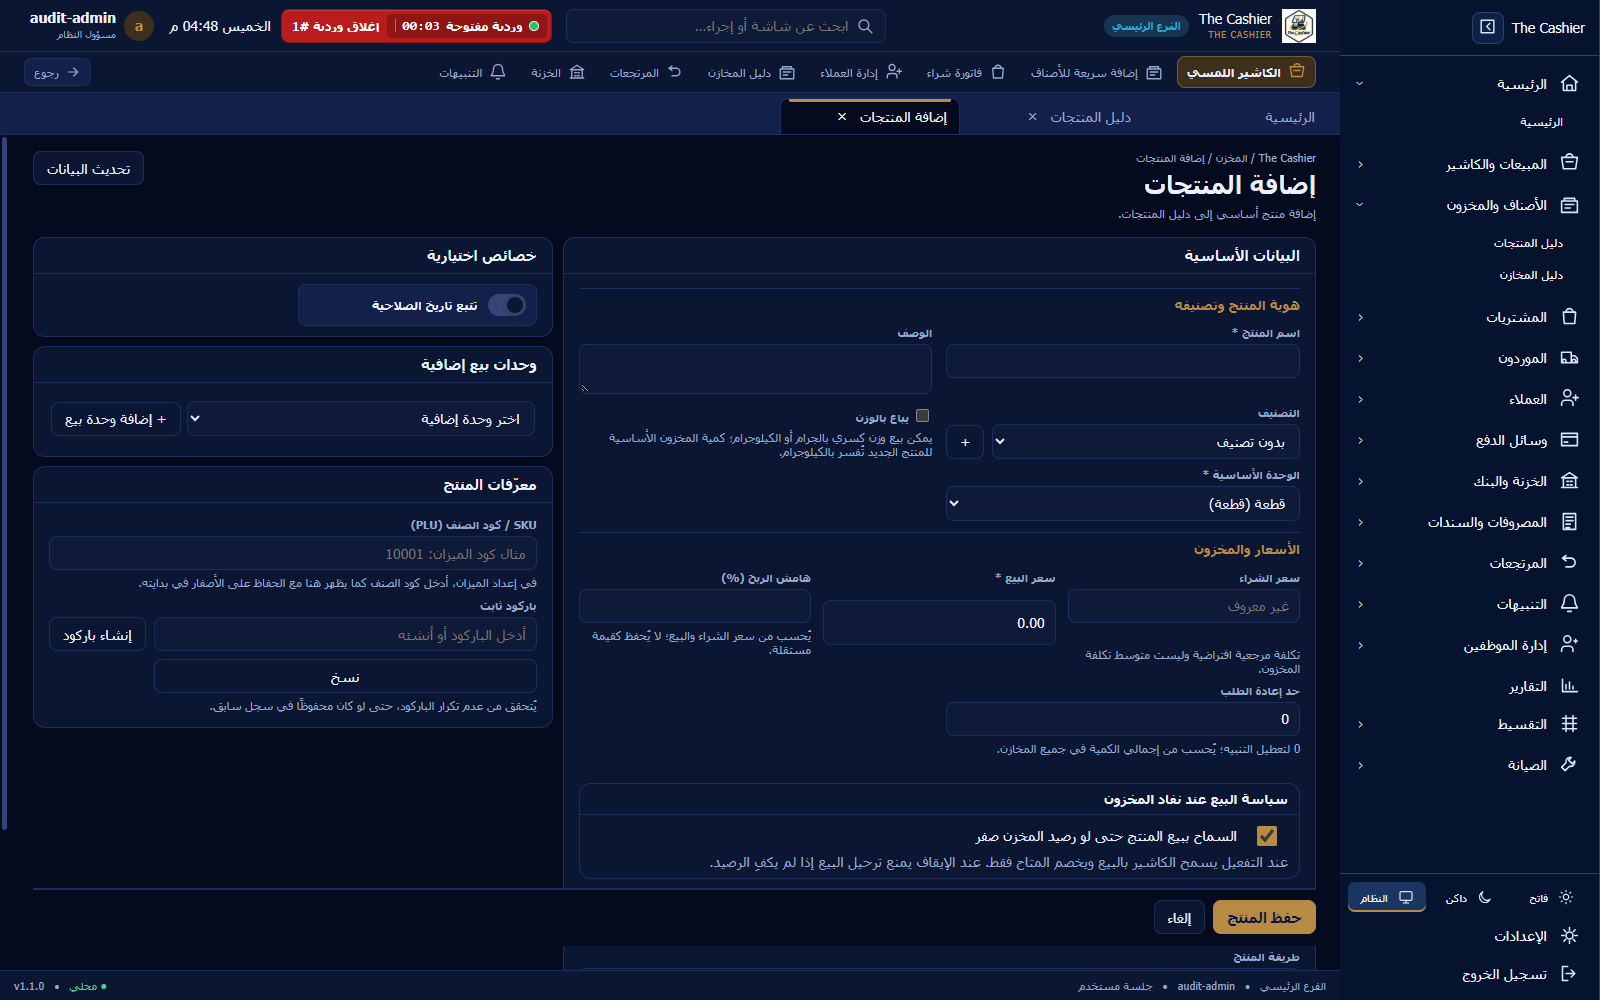 The Cashier
الرئيسية
الرئيسية
المبيعات والكاشير
الأصناف والمخزون
دليل المنتجات
دليل المخازن
المشتريات
الموردون
العملاء
وسائل الدفع
الخزنة والبنك
المصروفات والسندات
المرتجعات
التنبيهات
إدارة الموظفين
التقارير
التقسيط
الصيانة
فاتح
داكن
النظام
الإعدادات
تسجيل الخروج
The Cashier
THE CASHIER
الفرع الرئيسي
ابحث عن شاشة أو إجراء...
وردية مفتوحة 00:03 | إغلاق وردية #1
الخميس 04:48 م
a
audit-admin
مسؤول النظام
الكاشير اللمسي
إضافة سريعة للأصناف
فاتورة شراء
إدارة العملاء
دليل المخازن
المرتجعات
الخزنة
التنبيهات
رجوع
الرئيسية
دليل المنتجات ×
إضافة المنتجات ×
The Cashier / المخزن / إضافة المنتجات
إضافة المنتجات
إضافة منتج أساسي إلى دليل المنتجات.
تحديث البيانات
البيانات الأساسية
هوية المنتج وتصنيفه
اسم المنتج *
الوصف
التصنيف
بدون تصنيف
+
يباع بالوزن
يمكن بيع وزن كسري بالجرام أو الكيلوجرام؛ كمية المخزون الأساسية
للمنتج الجديد تُفسر بالكيلوجرام.
الوحدة الأساسية *
قطعة (قطعة)
الأسعار والمخزون
سعر الشراء
غير معروف
تكلفة مرجعية افتراضية وليست متوسط تكلفة
المخزون.
سعر البيع *
0.00
هامش الربح (%)
يُحسب من سعر الشراء والبيع؛ لا يُحفظ كقيمة
مستقلة.
حد إعادة الطلب
0
0 لتعطيل التنبيه؛ يُحسب من إجمالي الكمية في جميع المخازن.
سياسة البيع عند نفاد المخزون
السماح ببيع المنتج حتى لو رصيد المخزن صفر
عند التفعيل يسمح الكاشير بالبيع ويخصم المتاح فقط. عند الإيقاف يمنع ترحيل البيع إذا لم يكفِ الرصيد.
خصائص اختيارية
تتبع تاريخ الصلاحية
وحدات بيع إضافية
اختر وحدة إضافية
+ إضافة وحدة بيع
معرّفات المنتج
SKU / كود الصنف (PLU)
مثال كود الميزان: 10001
في إعداد الميزان، أدخل كود الصنف كما يظهر هنا مع الحفاظ على الأصفار في بدايته.
باركود ثابت
أدخل الباركود أو أنشئه
إنشاء باركود
نسخ
يُتحقق من عدم تكرار الباركود، حتى لو كان محفوظًا في سجل سابق.
حفظ المنتج
إلغاء
طريقة المنتج
الفرع الرئيسي • audit-admin • جلسة مستخدم
محلي • v1.1.0